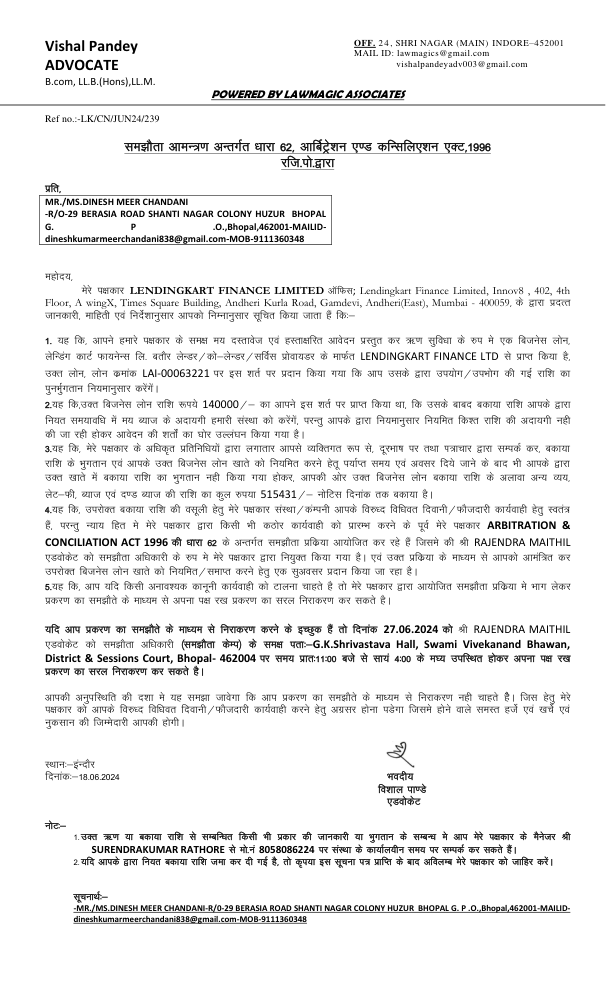 Vishal Pandey
ADVOCATE
B.com, LL.B.(Hons),LL.M.
OFF. 24, SHRI NAGAR (MAIN) INDORE–452001
MAIL ID: lawmagics@gmail.com
vishalpandeyadv003@gmail.com
POWERED BY LAWMAGIC ASSOCIATES
Ref no.:-LK/CN/JUN24/239
समझौता आमन्त्रण अन्तर्गत धारा 62, आर्बिट्रेशन एण्ड कन्सिलिएशन एक्ट,1996
रजि.पो.द्वारा
प्रति,
MR./MS.DINESH MEER CHANDANI
-R/O-29 BERASIA ROAD SHANTI NAGAR COLONY HUZUR BHOPAL
G. P .O.,Bhopal,462001-MAILID-
dineshkumarmeerchandani838@gmail.com-MOB-9111360348
महोदय,
मेरे पक्षकार LENDINGKART FINANCE LIMITED ऑफिस; Lendingkart Finance Limited, Innov8 , 402, 4th
Floor, A wingX, Times Square Building, Andheri Kurla Road, Gamdevi, Andheri(East), Mumbai - 400059, के द्वारा प्रदत्त
जानकारी, माहिती एवं निर्देशानुसार आपको निम्नानुसार सूचित किया जाता हैं किः–
1. यह कि, आपने हमारे पक्षकार के समक्ष मय दस्तावेज एवं हस्ताक्षरित आवेदन प्रस्तुत कर ऋण सुविधा के रुप मे एक बिजनेस लोन,
लेन्डिंग कार्ट फायनेन्स लि. बतौर लेन्डर/को–लेन्डर/सर्विस प्रोवायडर के मार्फत LENDINGKART FINANCE LTD से प्राप्त किया है,
उक्त लोन, लोन क्रमांक LAI-00063221 पर इस शर्त पर प्रदान किया गया कि आप उसके द्वारा उपयोग/उपभोग की गई राशि का
पुनर्मुगतान नियमानुसार करेंगें।
2.यह कि,उक्त बिजनेस लोन राशि रूपये 140000/– का आपने इस शर्त पर प्राप्त किया था, कि उसके बादद बकाया राशि आपके द्वारा
नियत समयावधि में मय ब्याज के अदायगी हमारी संस्था को करेंगें, परन्तु आपके द्वारा नियमानुसार नियमित किश्त राशि की अदायगी नही
की जा रही होकर आवेदन की शर्तों का घोर उल्लंघन किया गया है।
3.यह कि, मेरे पक्षकार के अधिकृत प्रतिनिधियों द्वारा लगातार आपसे व्यक्तिगत रूप से, दूरभाष पर तथा पत्राचार द्वारा सम्पर्क कर, बकाया
राशि के भुगतान एवं आपके उक्त बिजनेस लोन खाते को नियमित करने हेतू पर्याप्त समय एवं अवसर दिये जाने के बाद भी आपके द्वारा
उक्त खाते में बकाया राशि का भुगतान नही किया गया होकर, आपकी ओर उक्त बिजनेस लोन बकाया राशि के अलावा अन्य व्यय,
लेट–फी, ब्याज एवं दण्ड ब्याज की राशि का कुल रुपया 515431/– नोटिस दिनांक तक बकाया है।
4.यह कि, उपरोक्त बकाया राशि की वसूली हेतु मेरे पक्षकार संस्था/कंम्पनी आपके विरुध्द विधिवत दिवानी/फौजदारी कार्यवाही हेतु स्वतंत्र
हैं, परन्तु न्याय हित मे मेरे पक्षकार द्वारा किसी भी कठोर कार्यवाही को प्रारम्भ करने के पूर्व मेरे पक्षकार ARBITRATION &
CONCILIATION ACT 1996 की धारा 62 के अन्तर्गत समझौता प्रक्रिया आयोजित कर रहे हैं जिसमे की श्री RAJENDRA MAITHIL
एडवोकेट को समझौता अधिकारी के रुप मे मेरे पक्षकार द्वारा नियुक्त किया गया है। एवं उक्त प्रक्रिया के माध्यम से आपको आमंत्रित कर
उपरोक्त बिजनेस लोन खाते को नियमित/समाप्त करने हेतु एक सुअवसर प्रदान किया जा रहा है।
5.यह कि, आप यदि किसी अनावश्यक कानूनी कार्यवाही को टालना चाहते है तो मेरे पक्षकार द्वारा आयोजित समझौता प्रक्रिया मे भाग लेकर
प्रकरण का समझौते के माध्यम से अपना पक्ष रख प्रकरण का सरल निराकरण कर सकते है।
यदि आप प्रकरण का समझौते के माध्यम से निराकरण करने के इच्छुक हैं तो दिनांक 27.06.2024 को श्री RAJENDRA MAITHIL
एडवोकेट को समझौता अधिकारी (समझौता केम्प) के समक्ष पताः–G.K.Shrivastava Hall, Swami Vivekanand Bhawan,
District & Sessions Court, Bhopal- 462004 पर समय प्रातः11:00 बजे से सायं 4:00 के मध्य उपस्थित होकर अपना पक्ष रख
प्रकरण का सरल निराकरण कर सकते है।
आपकी अनुपस्थिति की दशा मे यह समझा जावेगा कि आप प्रकरण का समझौते के माध्यम से निराकरण नही चाहते हैै। जिस हेतु मेरे
पक्षकार को आपके विरुध्द विधिवत दिवानी/फौजदारी कार्यवाही करने हेतु अग्रसर होना पडेगा जिसमे होने वाले समस्त हर्जे एवं खर्चे एवं
नुकसान की जिम्मेदारी आपकी होगी।
स्थानः–इंन्दौर
दिनांकः–18.06.2024
भवदीय
विशाल पाण्डे
एडवोकेट
नोटः–
1.उक्त ऋण या बकाया राशि से सम्बन्धित किसी भी प्रकार की जानकारी या भुगतान के सम्बन्ध मे आप मेरे पक्षकार के मैनेजर श्री
SURENDRAKUMAR RATHORE से मो.नं 8058086224 पर संस्था के कार्यालयीन समय पर सम्पर्क कर सकते हैं।
2.यदि आपके द्वारा नियत बकाया राशि जमा कर दी गई है, तो कृपया इस सूचना पत्र प्राप्ति के बाद अविलम्ब मेरे पक्षकार को जाहिर करें।
सूचनार्थः–
-MR./MS.DINESH MEER CHANDANI-R/0-29 BERASIA ROAD SHANTI NAGAR COLONY HUZUR BHOPAL G. P .O.,Bhopal,462001-MAILID-
dineshkumarmeerchandani838@gmail.com-MOB-9111360348